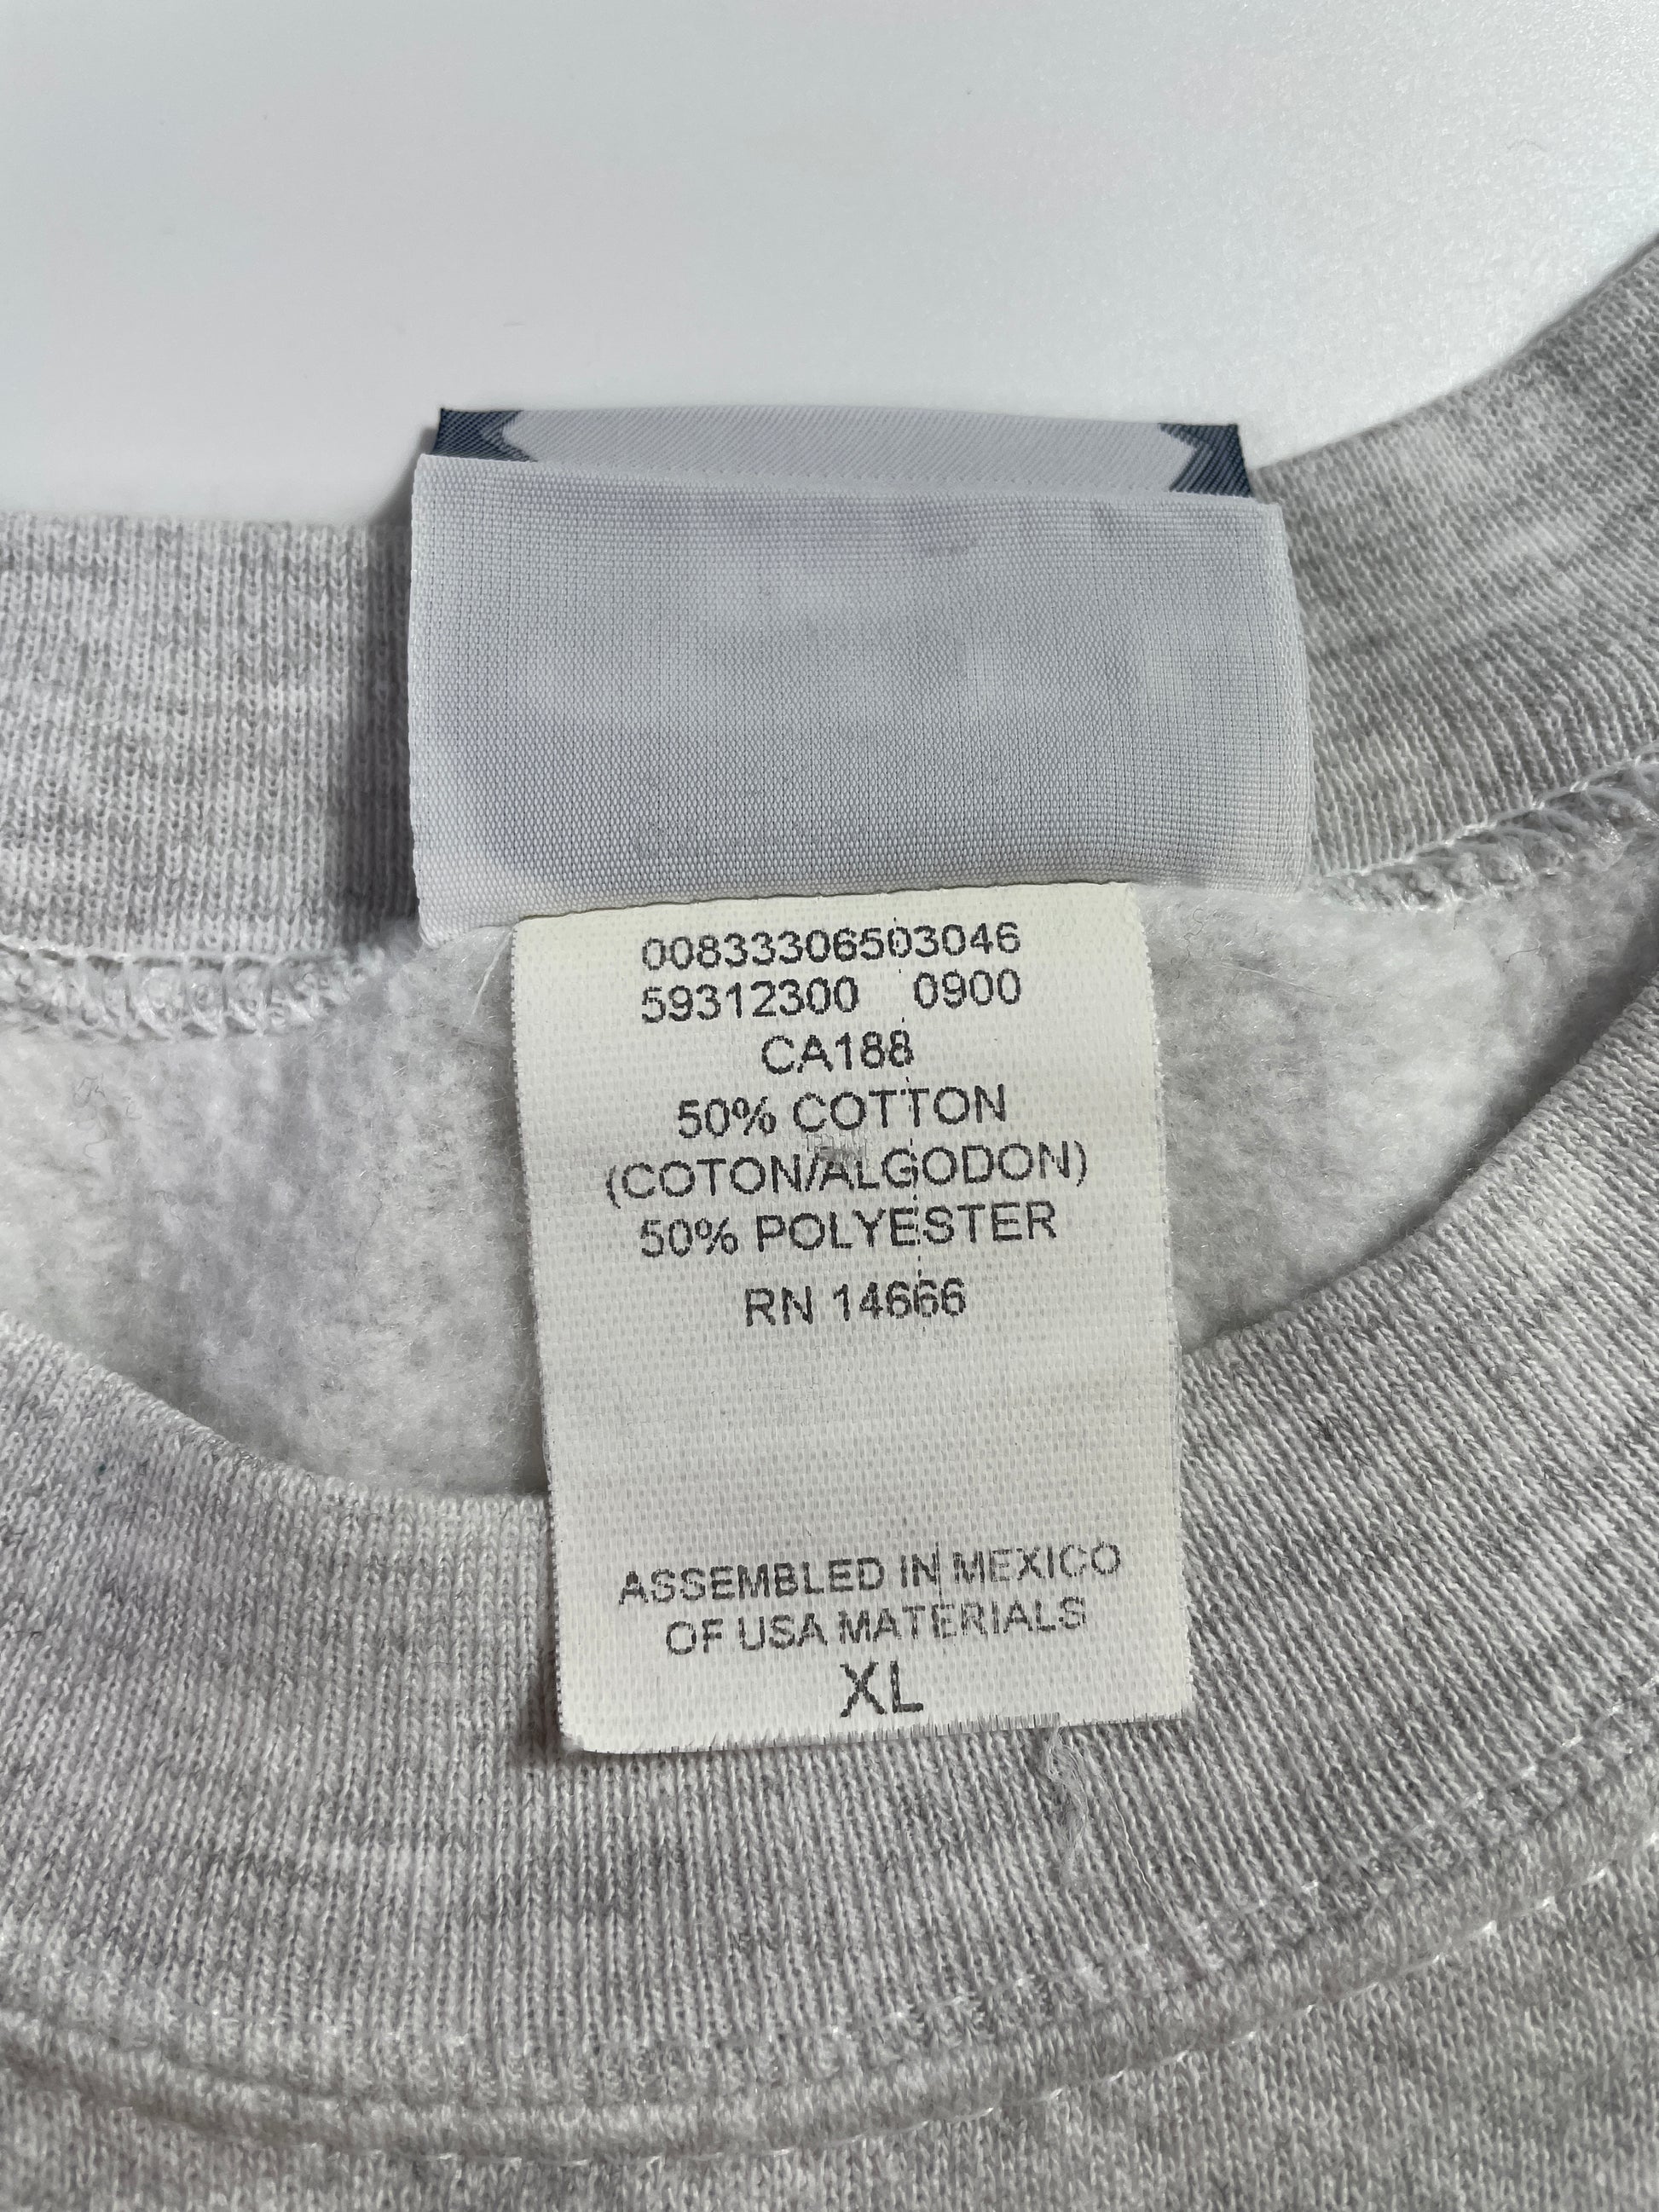 00833306503046
59312300 0900
CA188
50% COTTON
(COTON/ALGODON)
50% POLYESTER
RN 14666
ASSEMBLED IN MEXICO
OF USA MATERIALS
XL